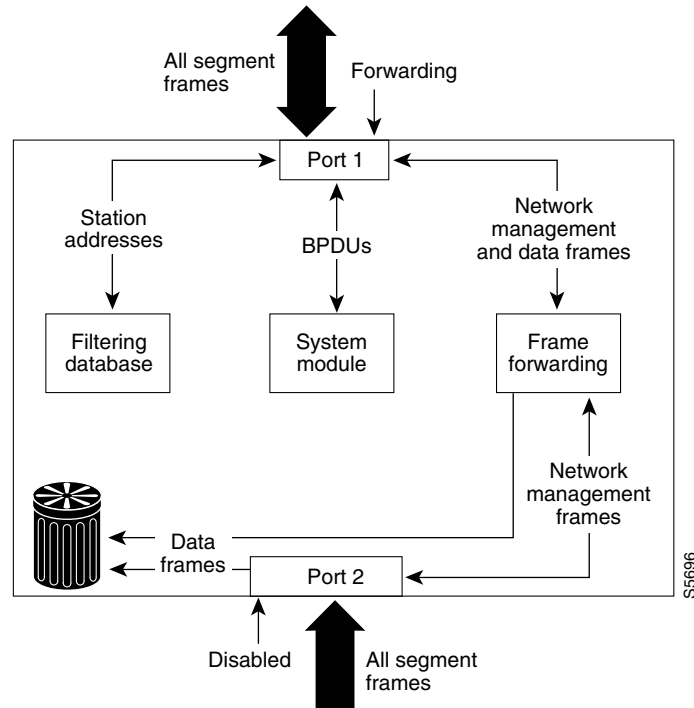 All segment
frames
Forwarding
Port 1
Station
addresses
BPDUs
Network
management
and data frames
Filtering
database
System
module
Frame
forwarding
Network
management
frames
Data
frames
Port 2
Disabled
All segment
frames
S5696